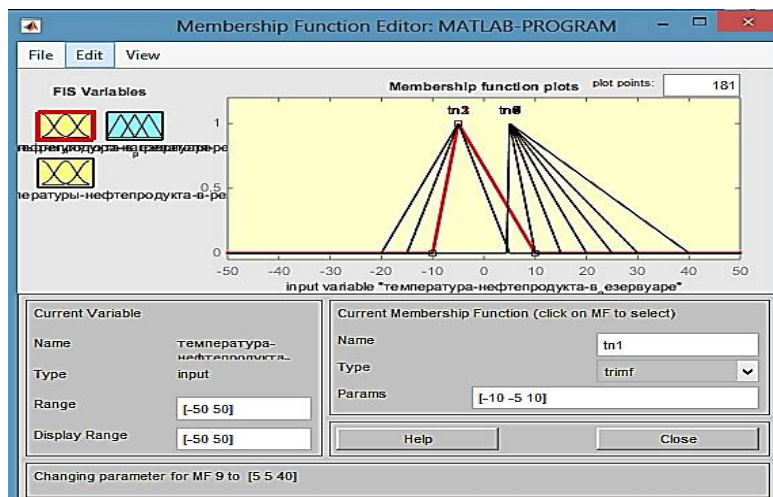 Membership Function Editor: MATLAB-PROGRAM
File Edit View
FIS Variables
Membership function plots
plot points: 181
tn6
1
0.5
0
-50 -40 -30 -20 -10 0 10 20 30 40 50
input variable "температура-нефтепродукта-в_езервуаре"
пературы-нефтепродукта-в-рез
Current Variable
Name температура-нефтепродукта-
Type input
Range [-50 50]
Display Range [-50 50]
Current Membership Function (click on MF to select)
Name tn1
Type trimf
Params [-10 -5 10]
Help Close
Changing parameter for MF 9 to [5 5 40]